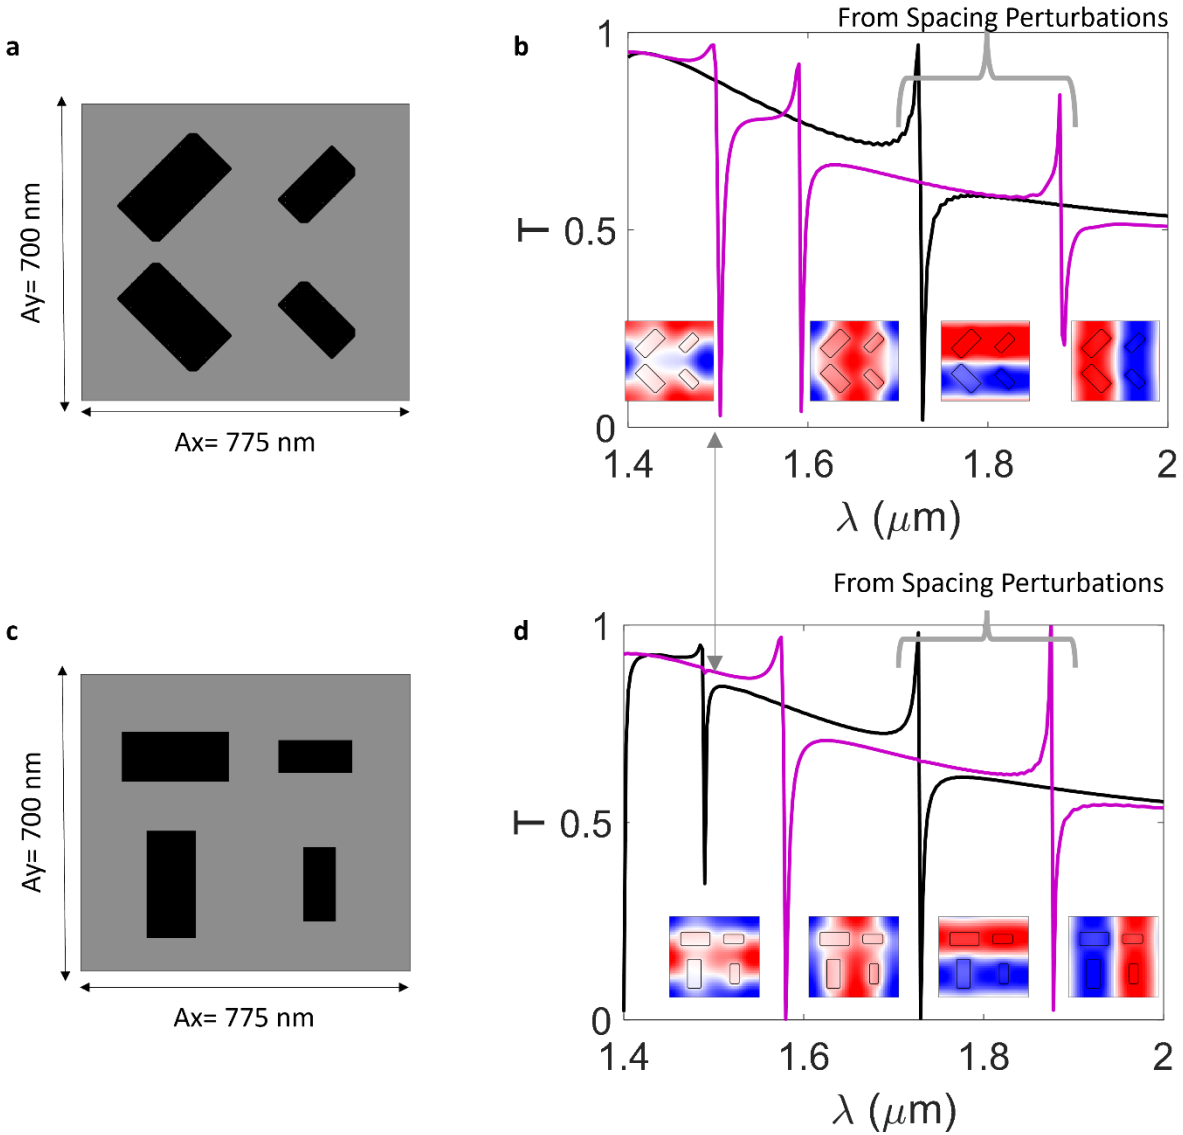 a
Ay= 700 nm
Ax= 775 nm
b
From Spacing Perturbations
1
T 0.5
0
1.4 1.6 1.8 2
λ (μm)
c
Ay= 700 nm
Ax= 775 nm
d
From Spacing Perturbations
1
T 0.5
0
1.4 1.6 1.8 2
λ (μm)